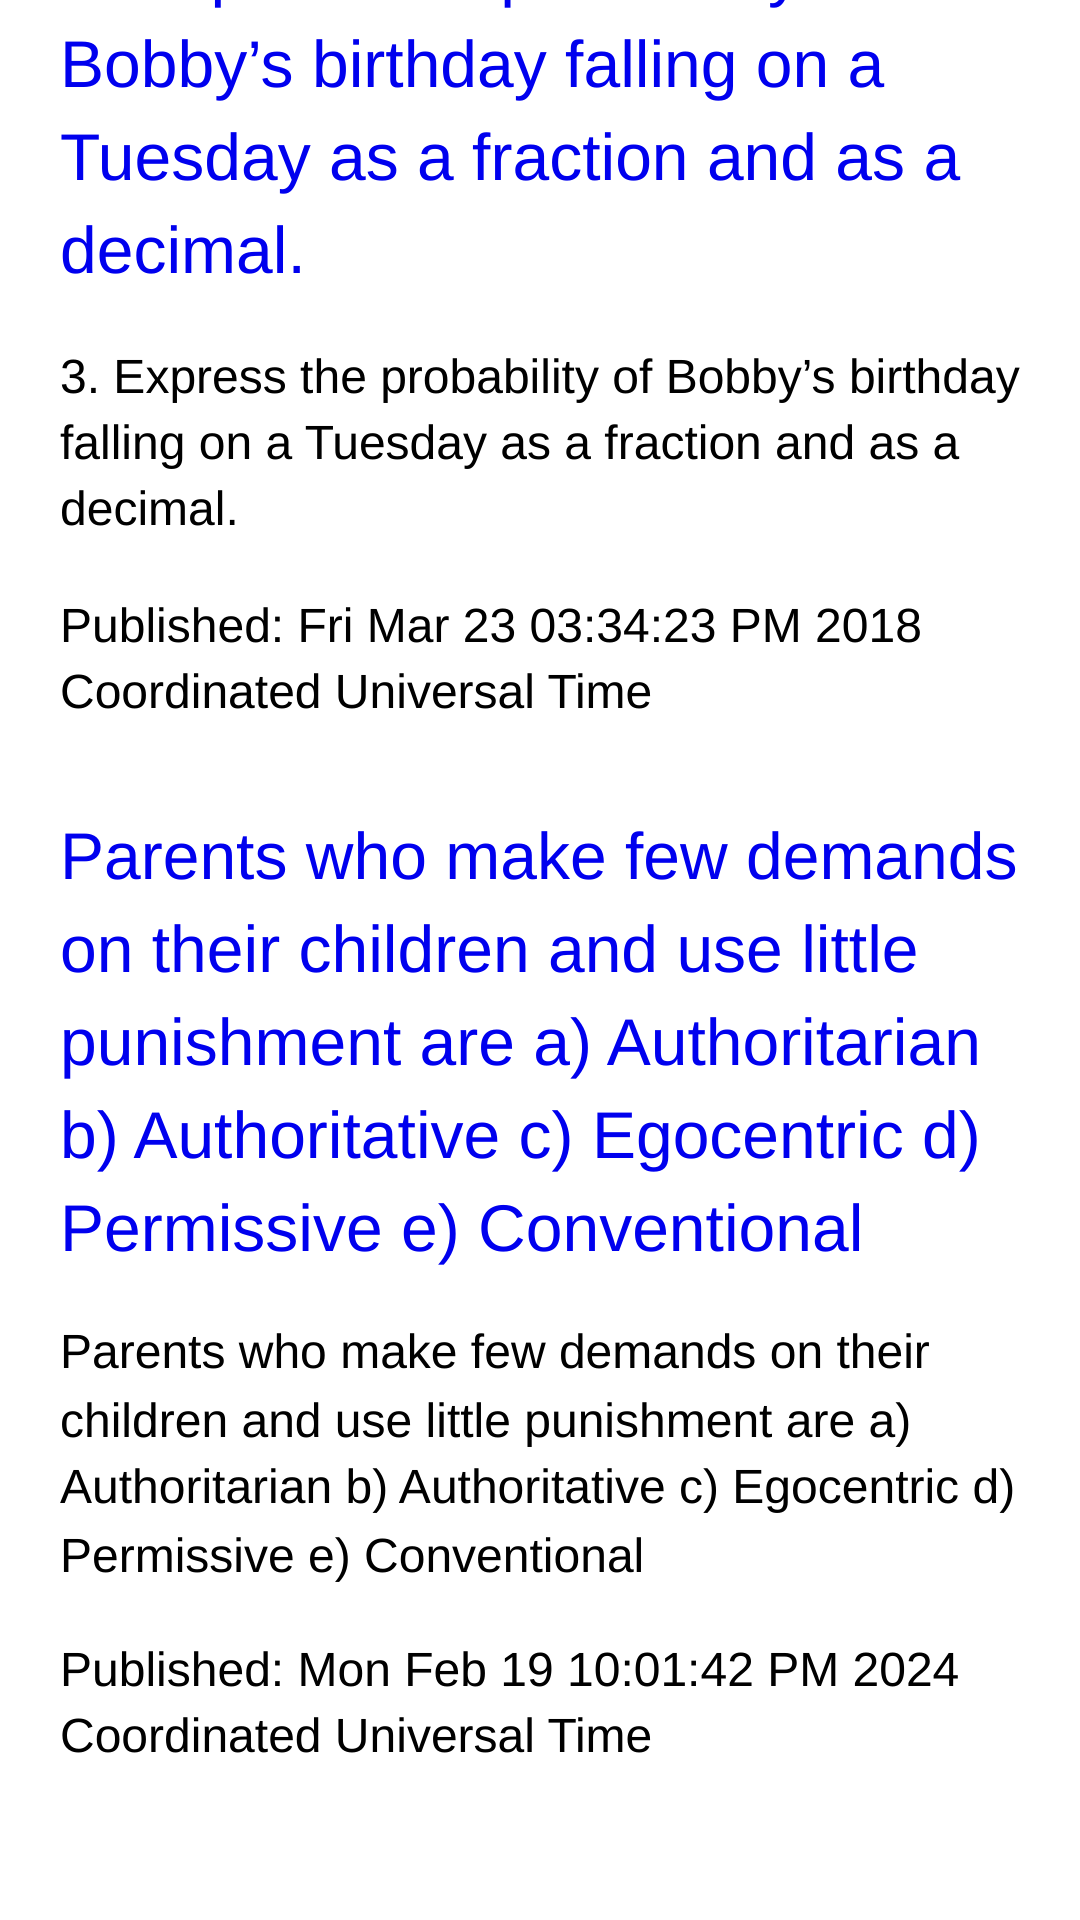 Bobby’s birthday falling on a
Tuesday as a fraction and as a
decimal.
3. Express the probability of Bobby’s birthday
falling on a Tuesday as a fraction and as a
decimal.
Published: Fri Mar 23 03:34:23 PM 2018
Coordinated Universal Time
Parents who make few demands
on their children and use little
punishment are a) Authoritarian
b) Authoritative c) Egocentric d)
Permissive e) Conventional
Parents who make few demands on their
children and use little punishment are a)
Authoritarian b) Authoritative c) Egocentric d)
Permissive e) Conventional
Published: Mon Feb 19 10:01:42 PM 2024
Coordinated Universal Time